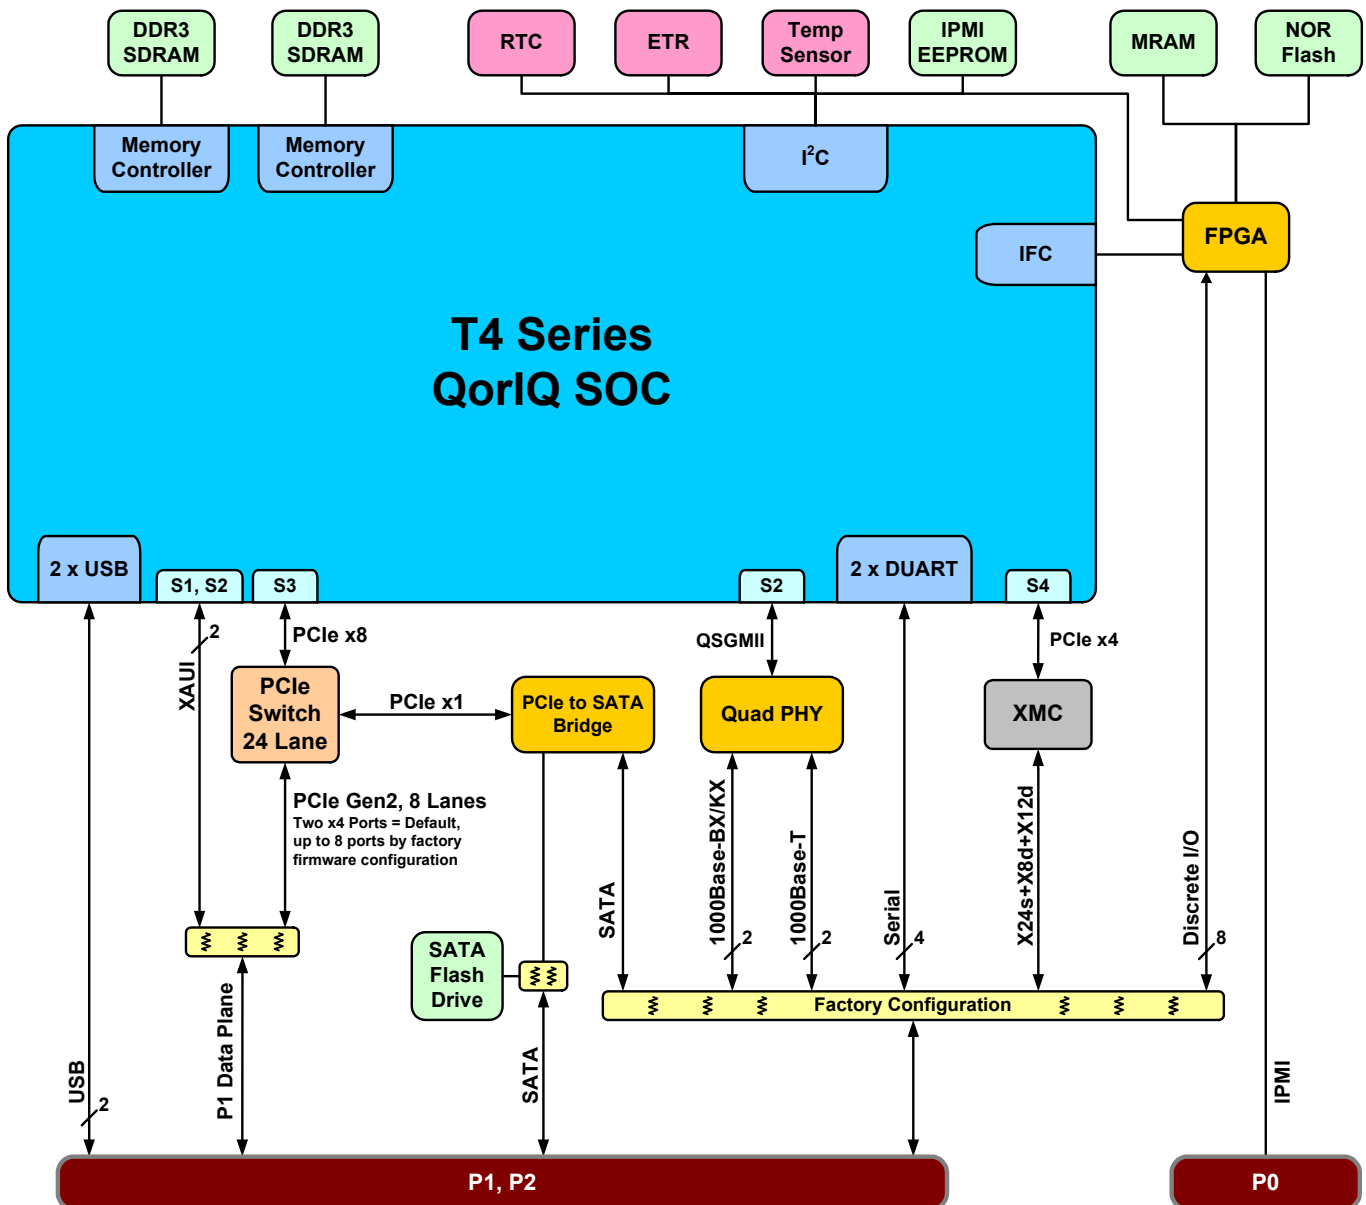 DDR3
SDRAM
DDR3
SDRAM
RTC
ETR
Temp
Sensor
IPMI
EEPROM
MRAM
NOR
Flash
Memory
Controller
Memory
Controller
I²C
IFC
FPGA
T4 Series
QorIQ SOC
2 x USB
S1, S2
S3
S2
2 x DUART
S4
2
XAUI
PCIe x8
QSGMII
PCIe x4
PCIe
Switch
24 Lane
PCIe x1
PCIe to SATA
Bridge
Quad PHY
XMC
PCIe Gen2, 8 Lanes
Two x4 Ports = Default,
up to 8 ports by factory
firmware configuration
SATA
1000Base-BX/KX
2
1000Base-T
2
Serial
4
X24s+X8d+X12d
Discrete I/O
8
SATA
Flash
Drive
Factory Configuration
USB
2
P1 Data Plane
SATA
IPMI
P1, P2
P0